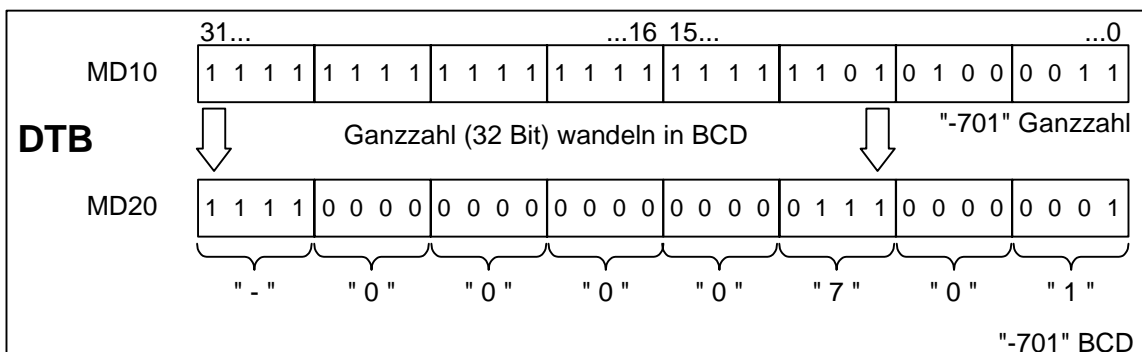 31... ...16 15... ...0
MD10 1 1 1 1 1 1 1 1 1 1 1 1 1 1 1 1 1 1 1 1 1 1 0 1 0 1 0 0 0 0 1 1
"-701" Ganzzahl
DTB Ganzzahl (32 Bit) wandeln in BCD
MD20 1 1 1 1 0 0 0 0 0 0 0 0 0 0 0 0 0 0 0 0 0 1 1 1 0 0 0 0 0 0 0 1
" - " " 0 " " 0 " " 0 " " 0 " " 7 " " 0 " " 1 "
"-701" BCD